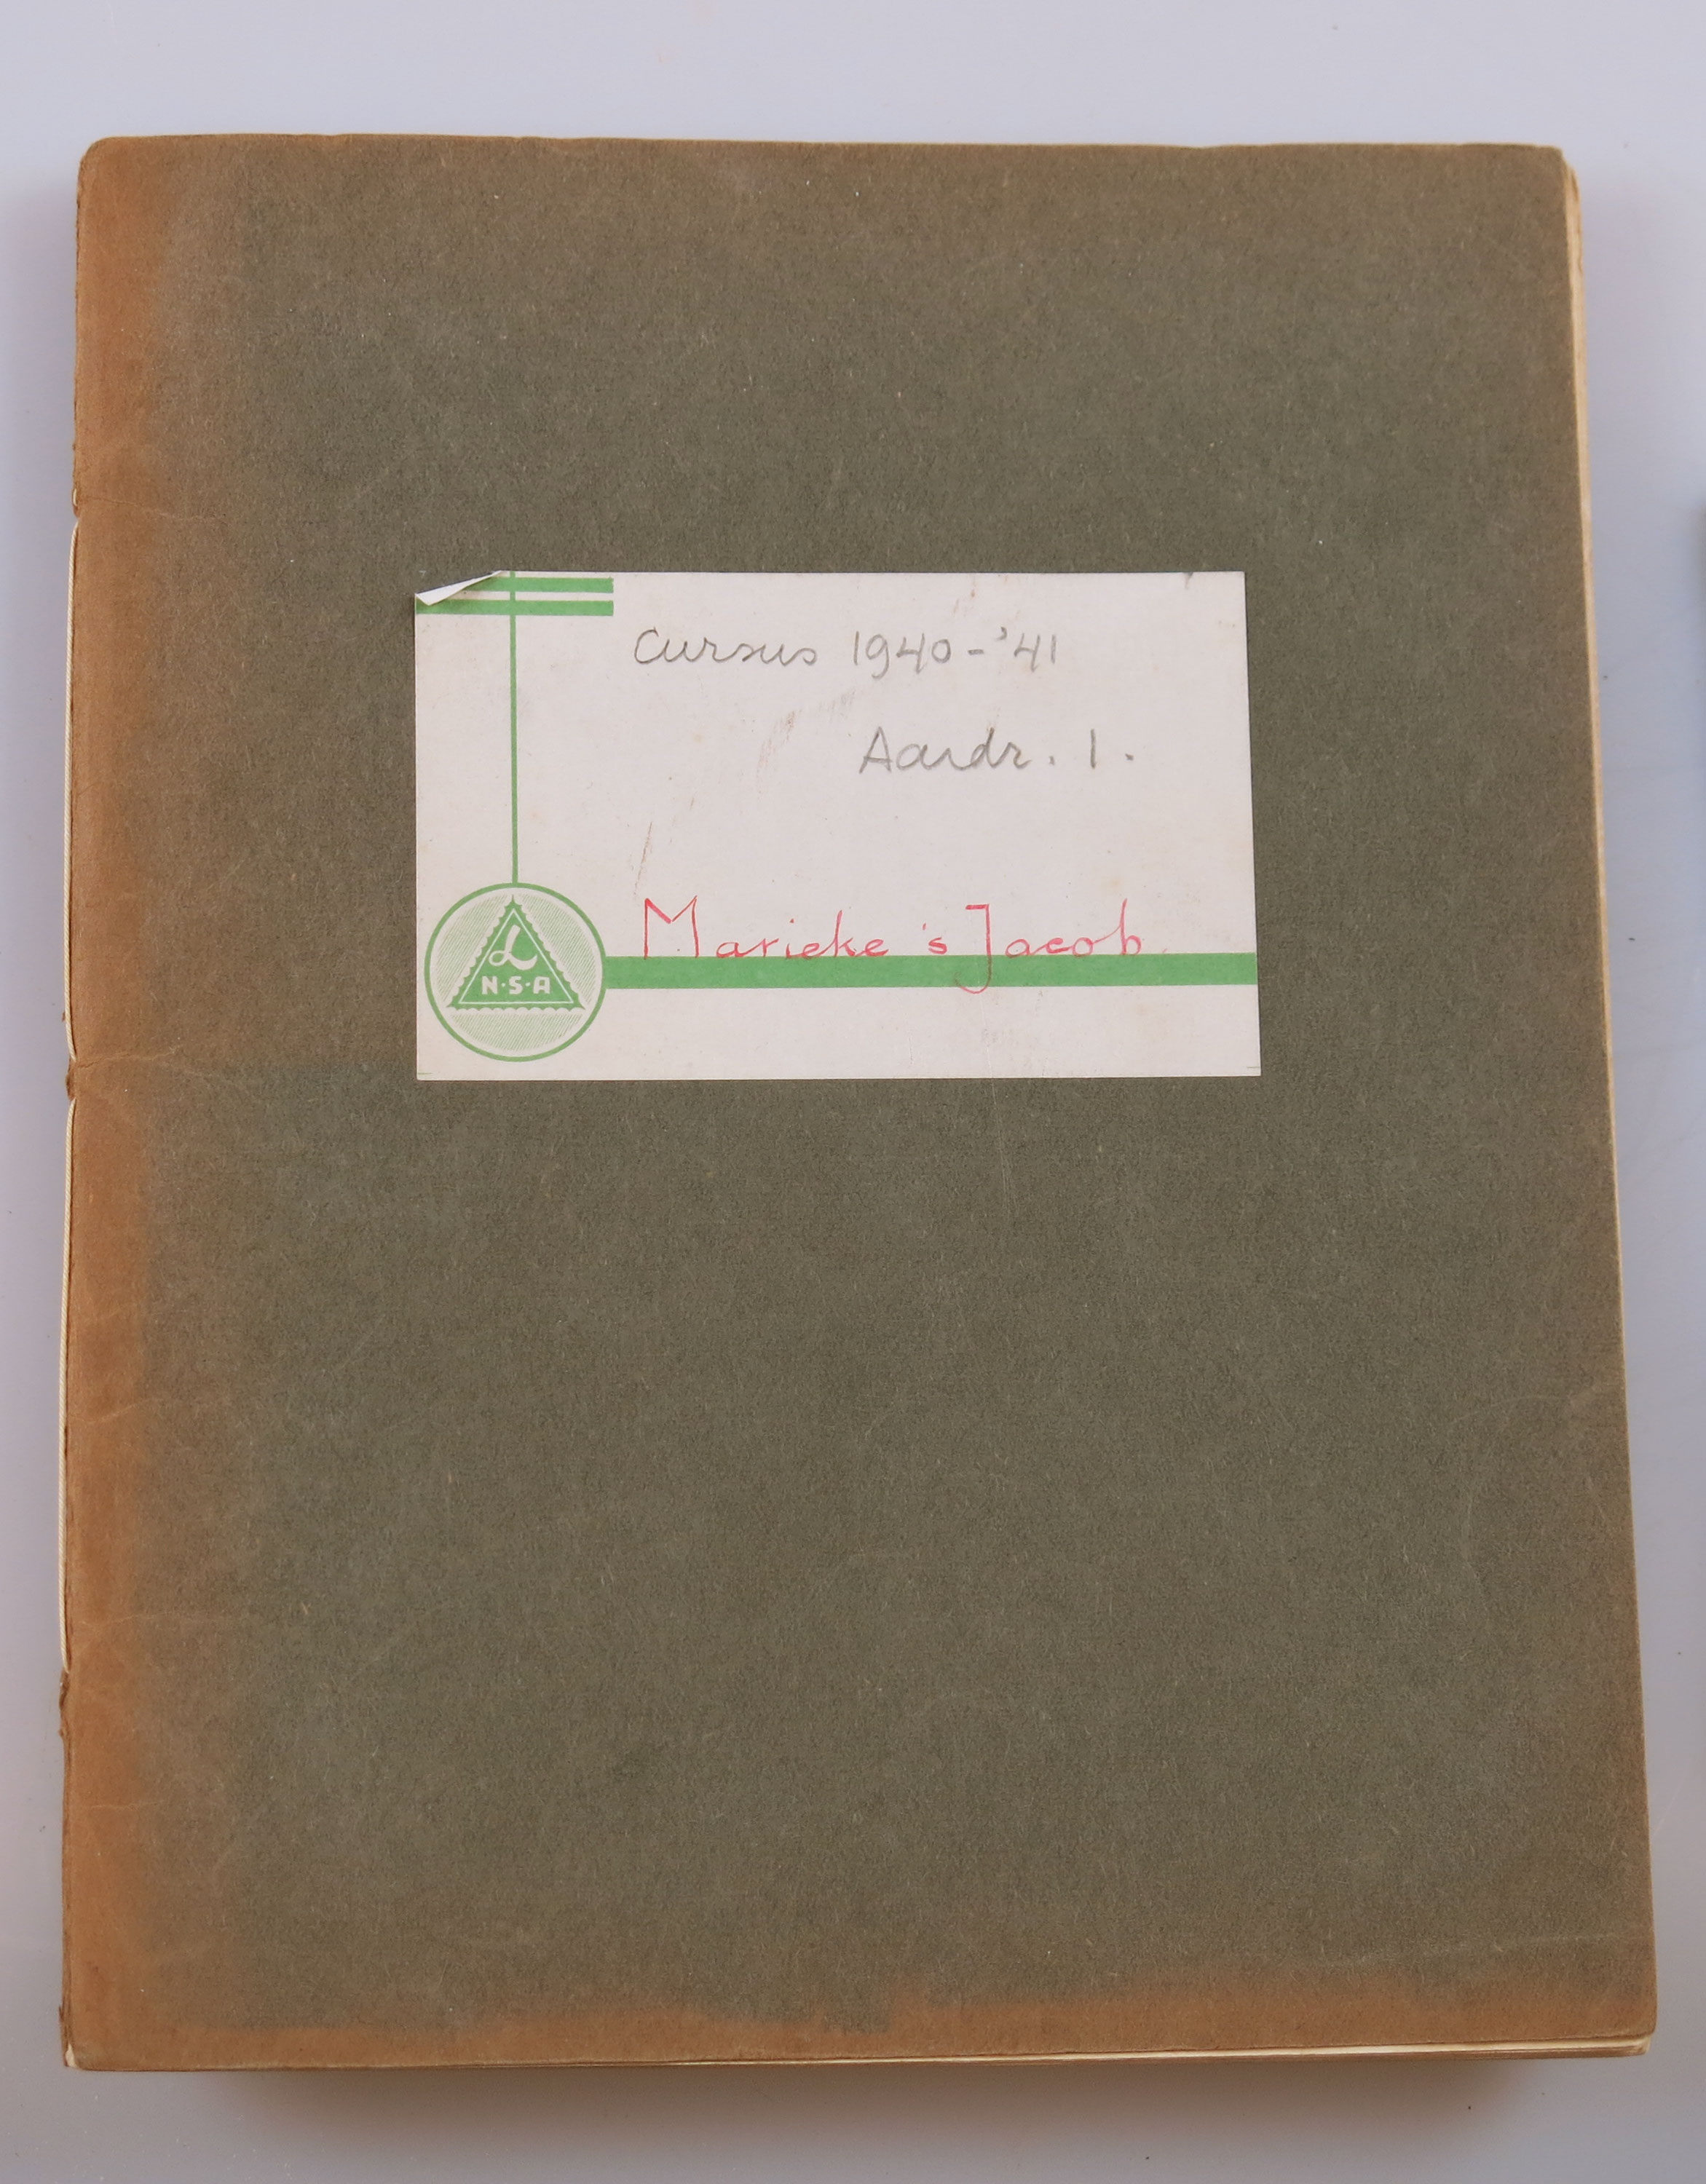 Cursus 1940-'41
Aardr. 1.
Marieke 's Jacob
L
N·S·A